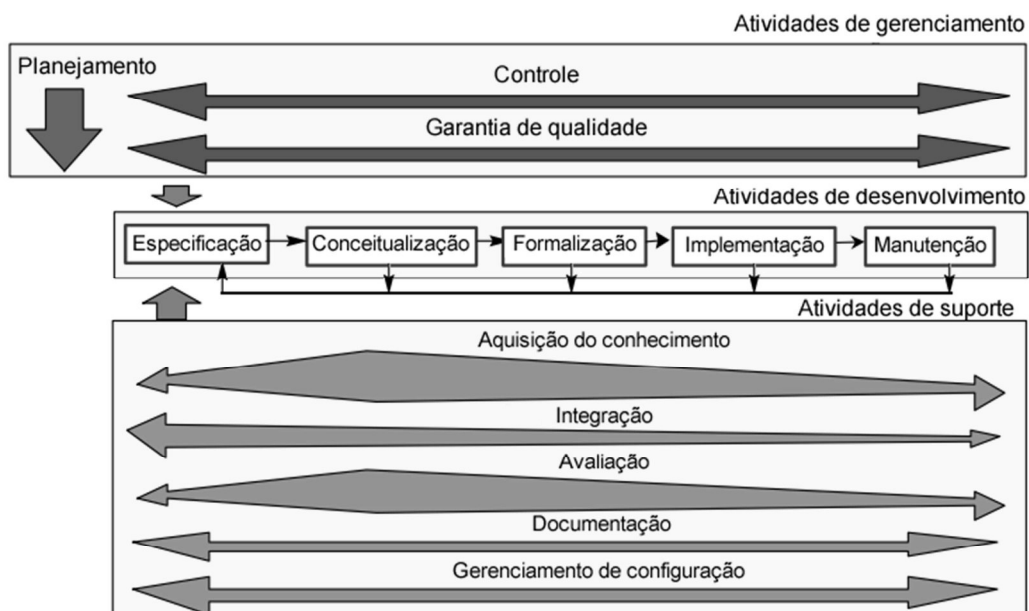 Atividades de gerenciamento
Planejamento
Controle
Garantia de qualidade
Atividades de desenvolvimento
Especificação
Conceitualização
Formalização
Implementação
Manutenção
Atividades de suporte
Aquisição do conhecimento
Integração
Avaliação
Documentação
Gerenciamento de configuração